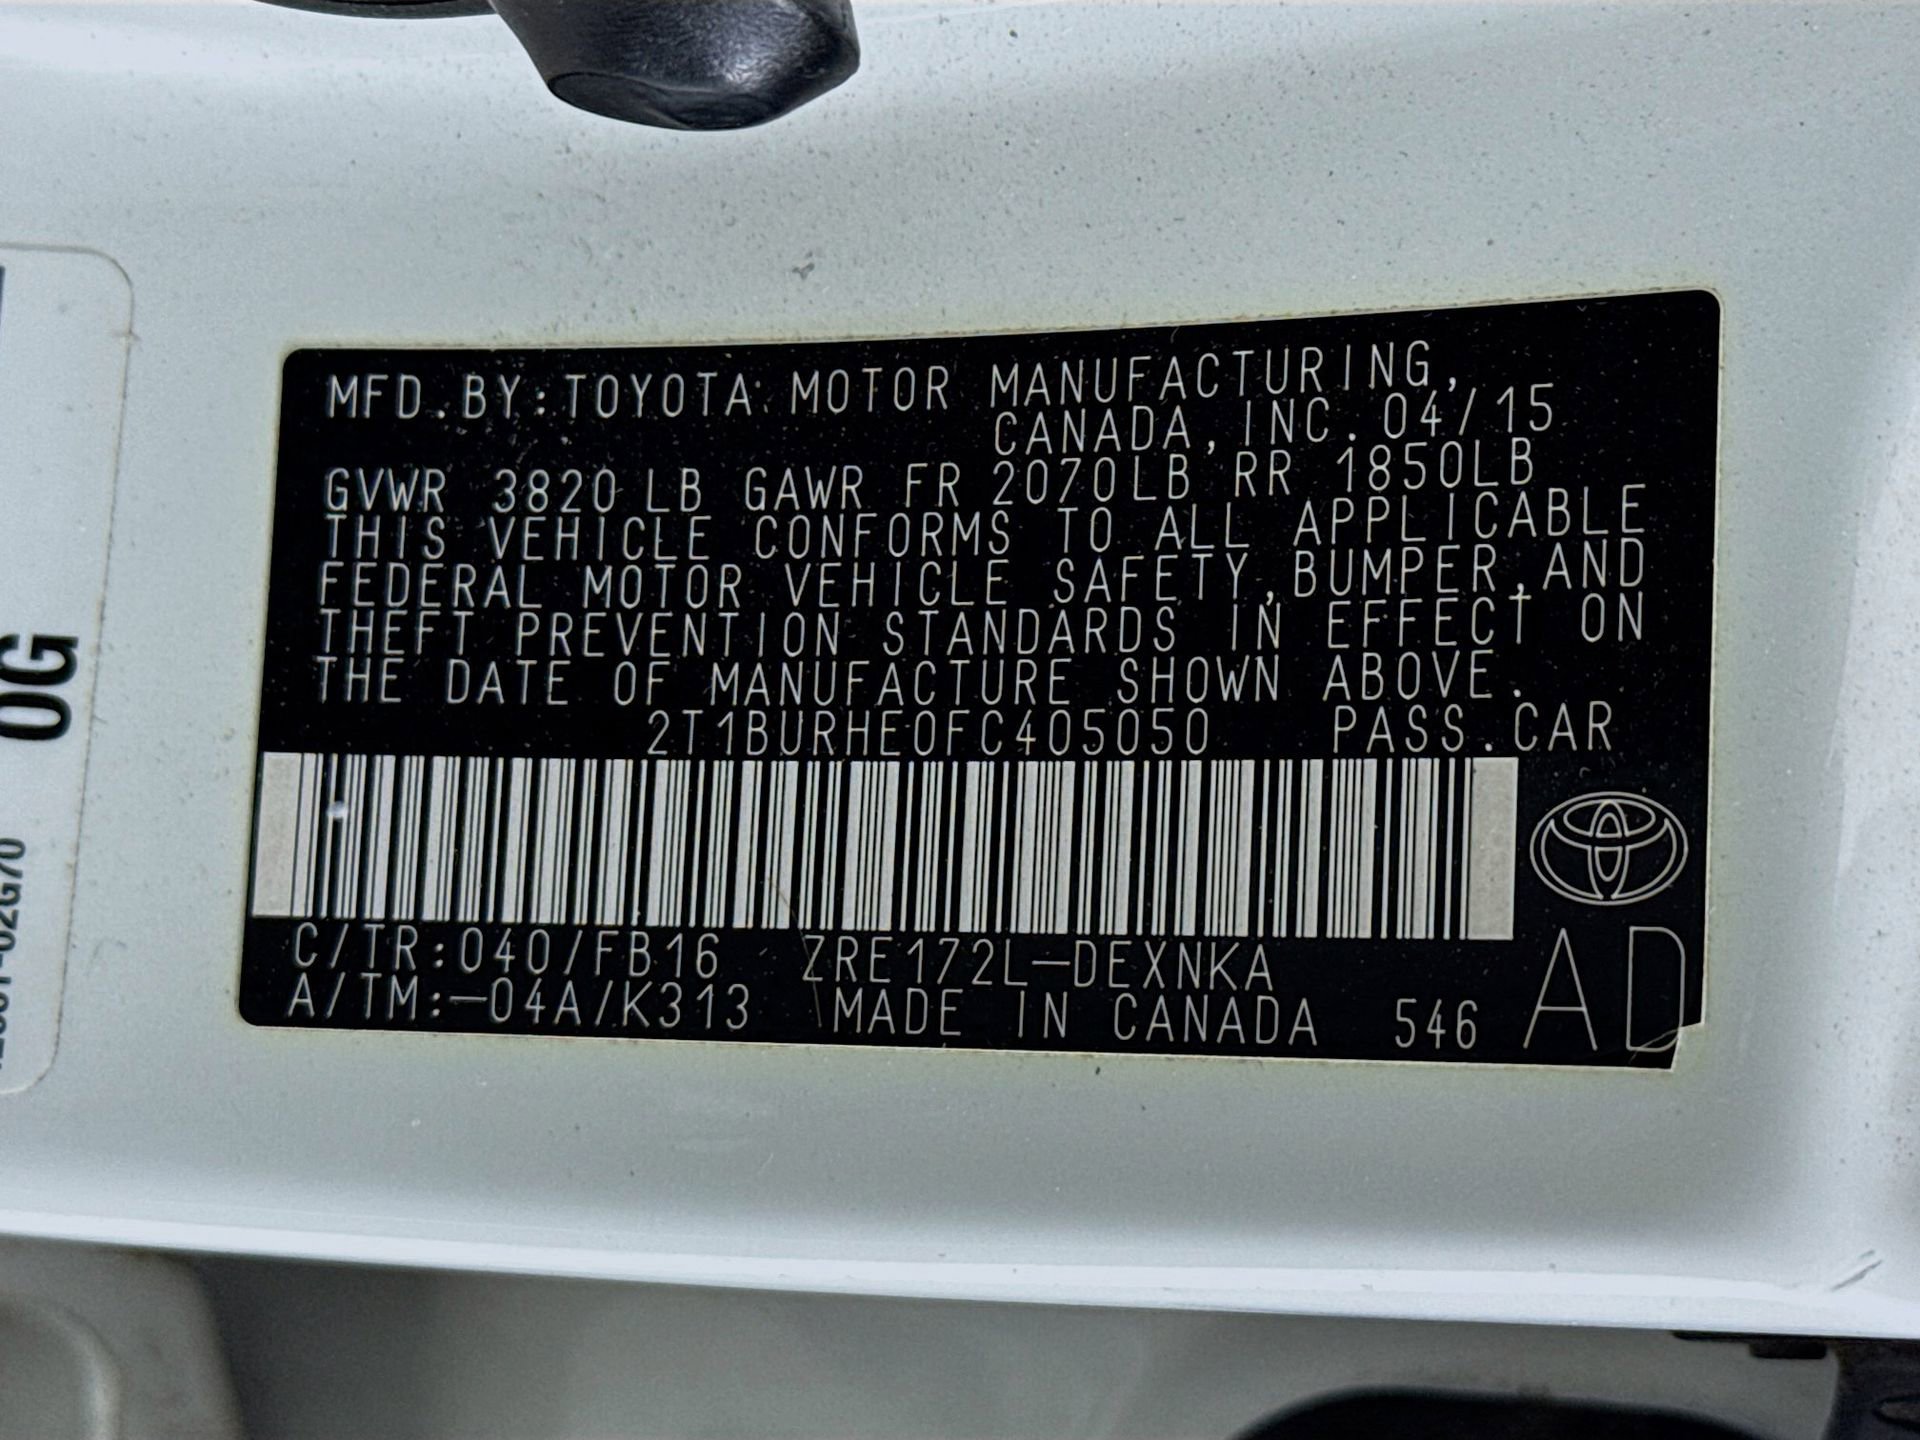 MFD.BY:TOYOTA MOTOR MANUFACTURING,
CANADA,INC. 04/15
GVWR 3820LB GAWR FR 2070LB RR 1850LB
THIS VEHICLE CONFORMS TO ALL APPLICABLE
FEDERAL MOTOR VEHICLE SAFETY,BUMPER,AND
THEFT PREVENTION STANDARDS IN EFFECT ON
THE DATE OF MANUFACTURE SHOWN ABOVE.
2T1BURHE0FC405050 PASS.CAR
C/TR:040/FB16 ZRE172L-DEXNKA
A/TM:-04A/K313 MADE IN CANADA 546 AD
0G